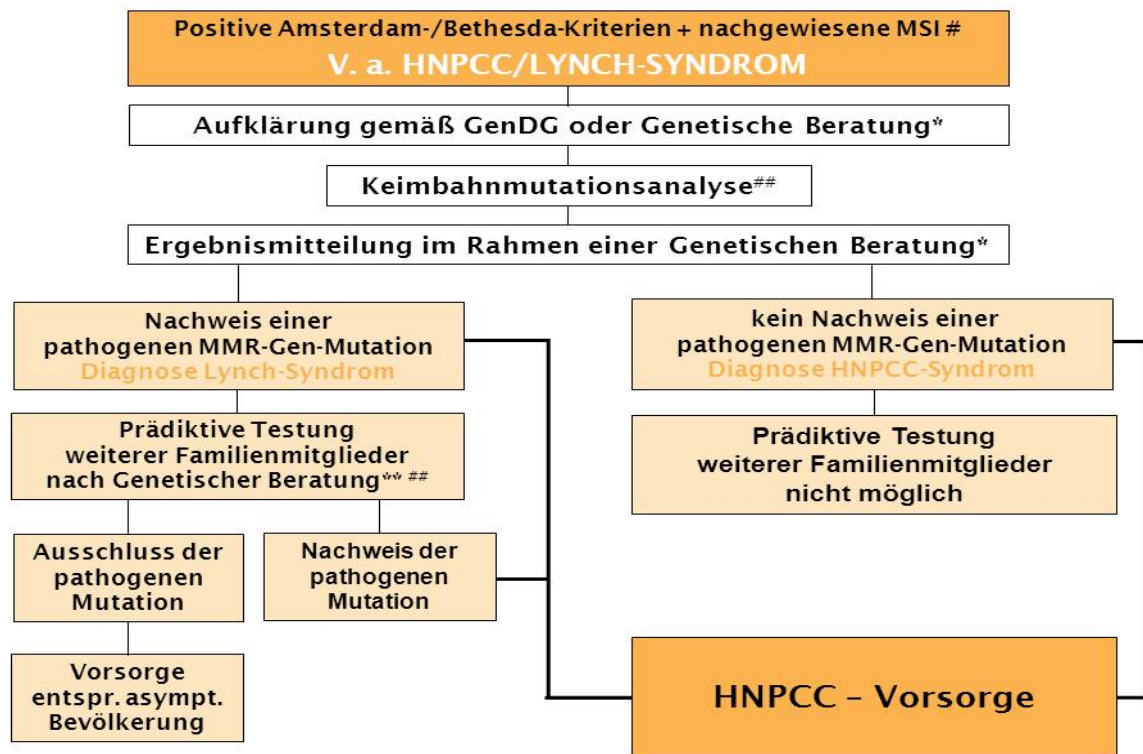 Positive Amsterdam-/Bethesda-Kriterien + nachgewiesene MSI #
V. a. HNPCC/LYNCH-SYNDROM
Aufklärung gemäß GenDG oder Genetische Beratung*
Keimbahnmutationsanalyse##
Ergebnismitteilung im Rahmen einer Genetischen Beratung*
Nachweis einer
pathogenen MMR-Gen-Mutation
Diagnose Lynch-Syndrom
kein Nachweis einer
pathogenen MMR-Gen-Mutation
Diagnose HNPCC-Syndrom
Prädiktive Testung
weiterer Familienmitglieder
nach Genetischer Beratung** ##
Prädiktive Testung
weiterer Familienmitglieder
nicht möglich
Ausschluss der
pathogenen
Mutation
Nachweis der
pathogenen
Mutation
Vorsorge
entspr. asympt.
Bevölkerung
HNPCC – Vorsorge